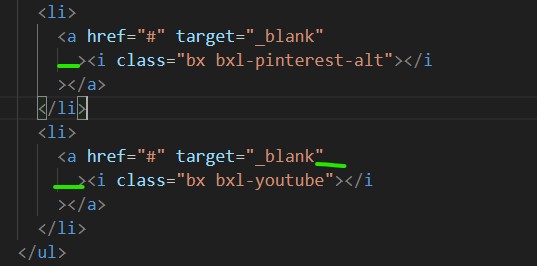 <li>
<a href="#" target="_blank"
><i class="bx bxl-pinterest-alt"></i
></a>
</li>
<li>
<a href="#" target="_blank"
><i class="bx bxl-youtube"></i
></a>
</li>
</ul>